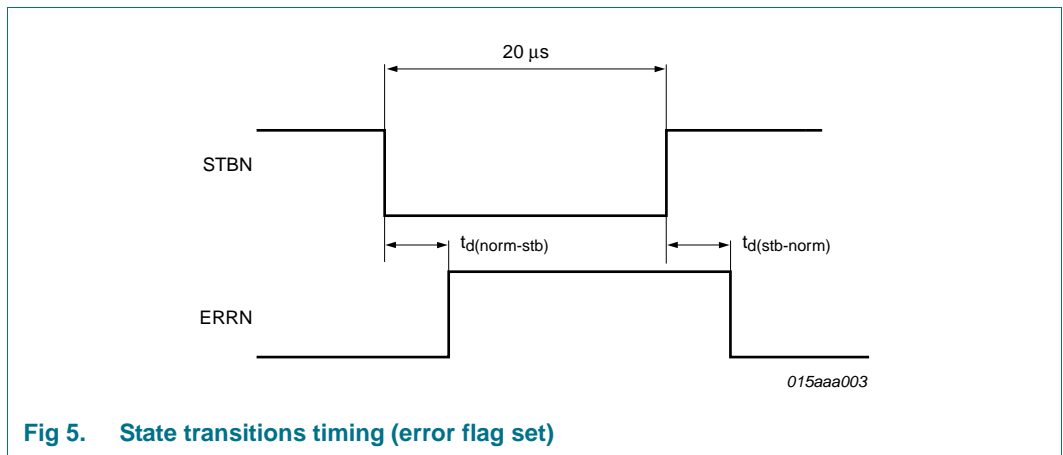 20 μs
STBN
td(norm-stb)
td(stb-norm)
ERRN
015aaa003
Fig 5. State transitions timing (error flag set)